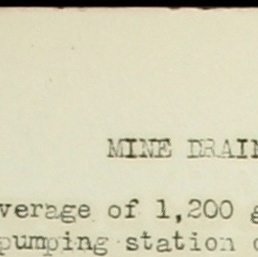 MINE DRAIN
verage of 1,200 g
pumping station